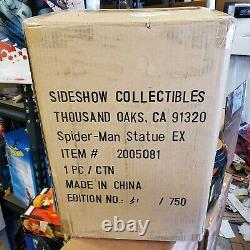 SIDESHOW COLLECTIBLES
THOUSAND OAKS, CA 91320
Spider-Man Statue EX
ITEM # 2005081
1 PC / CTN
MADE IN CHINA
EDITION NO.: / 750